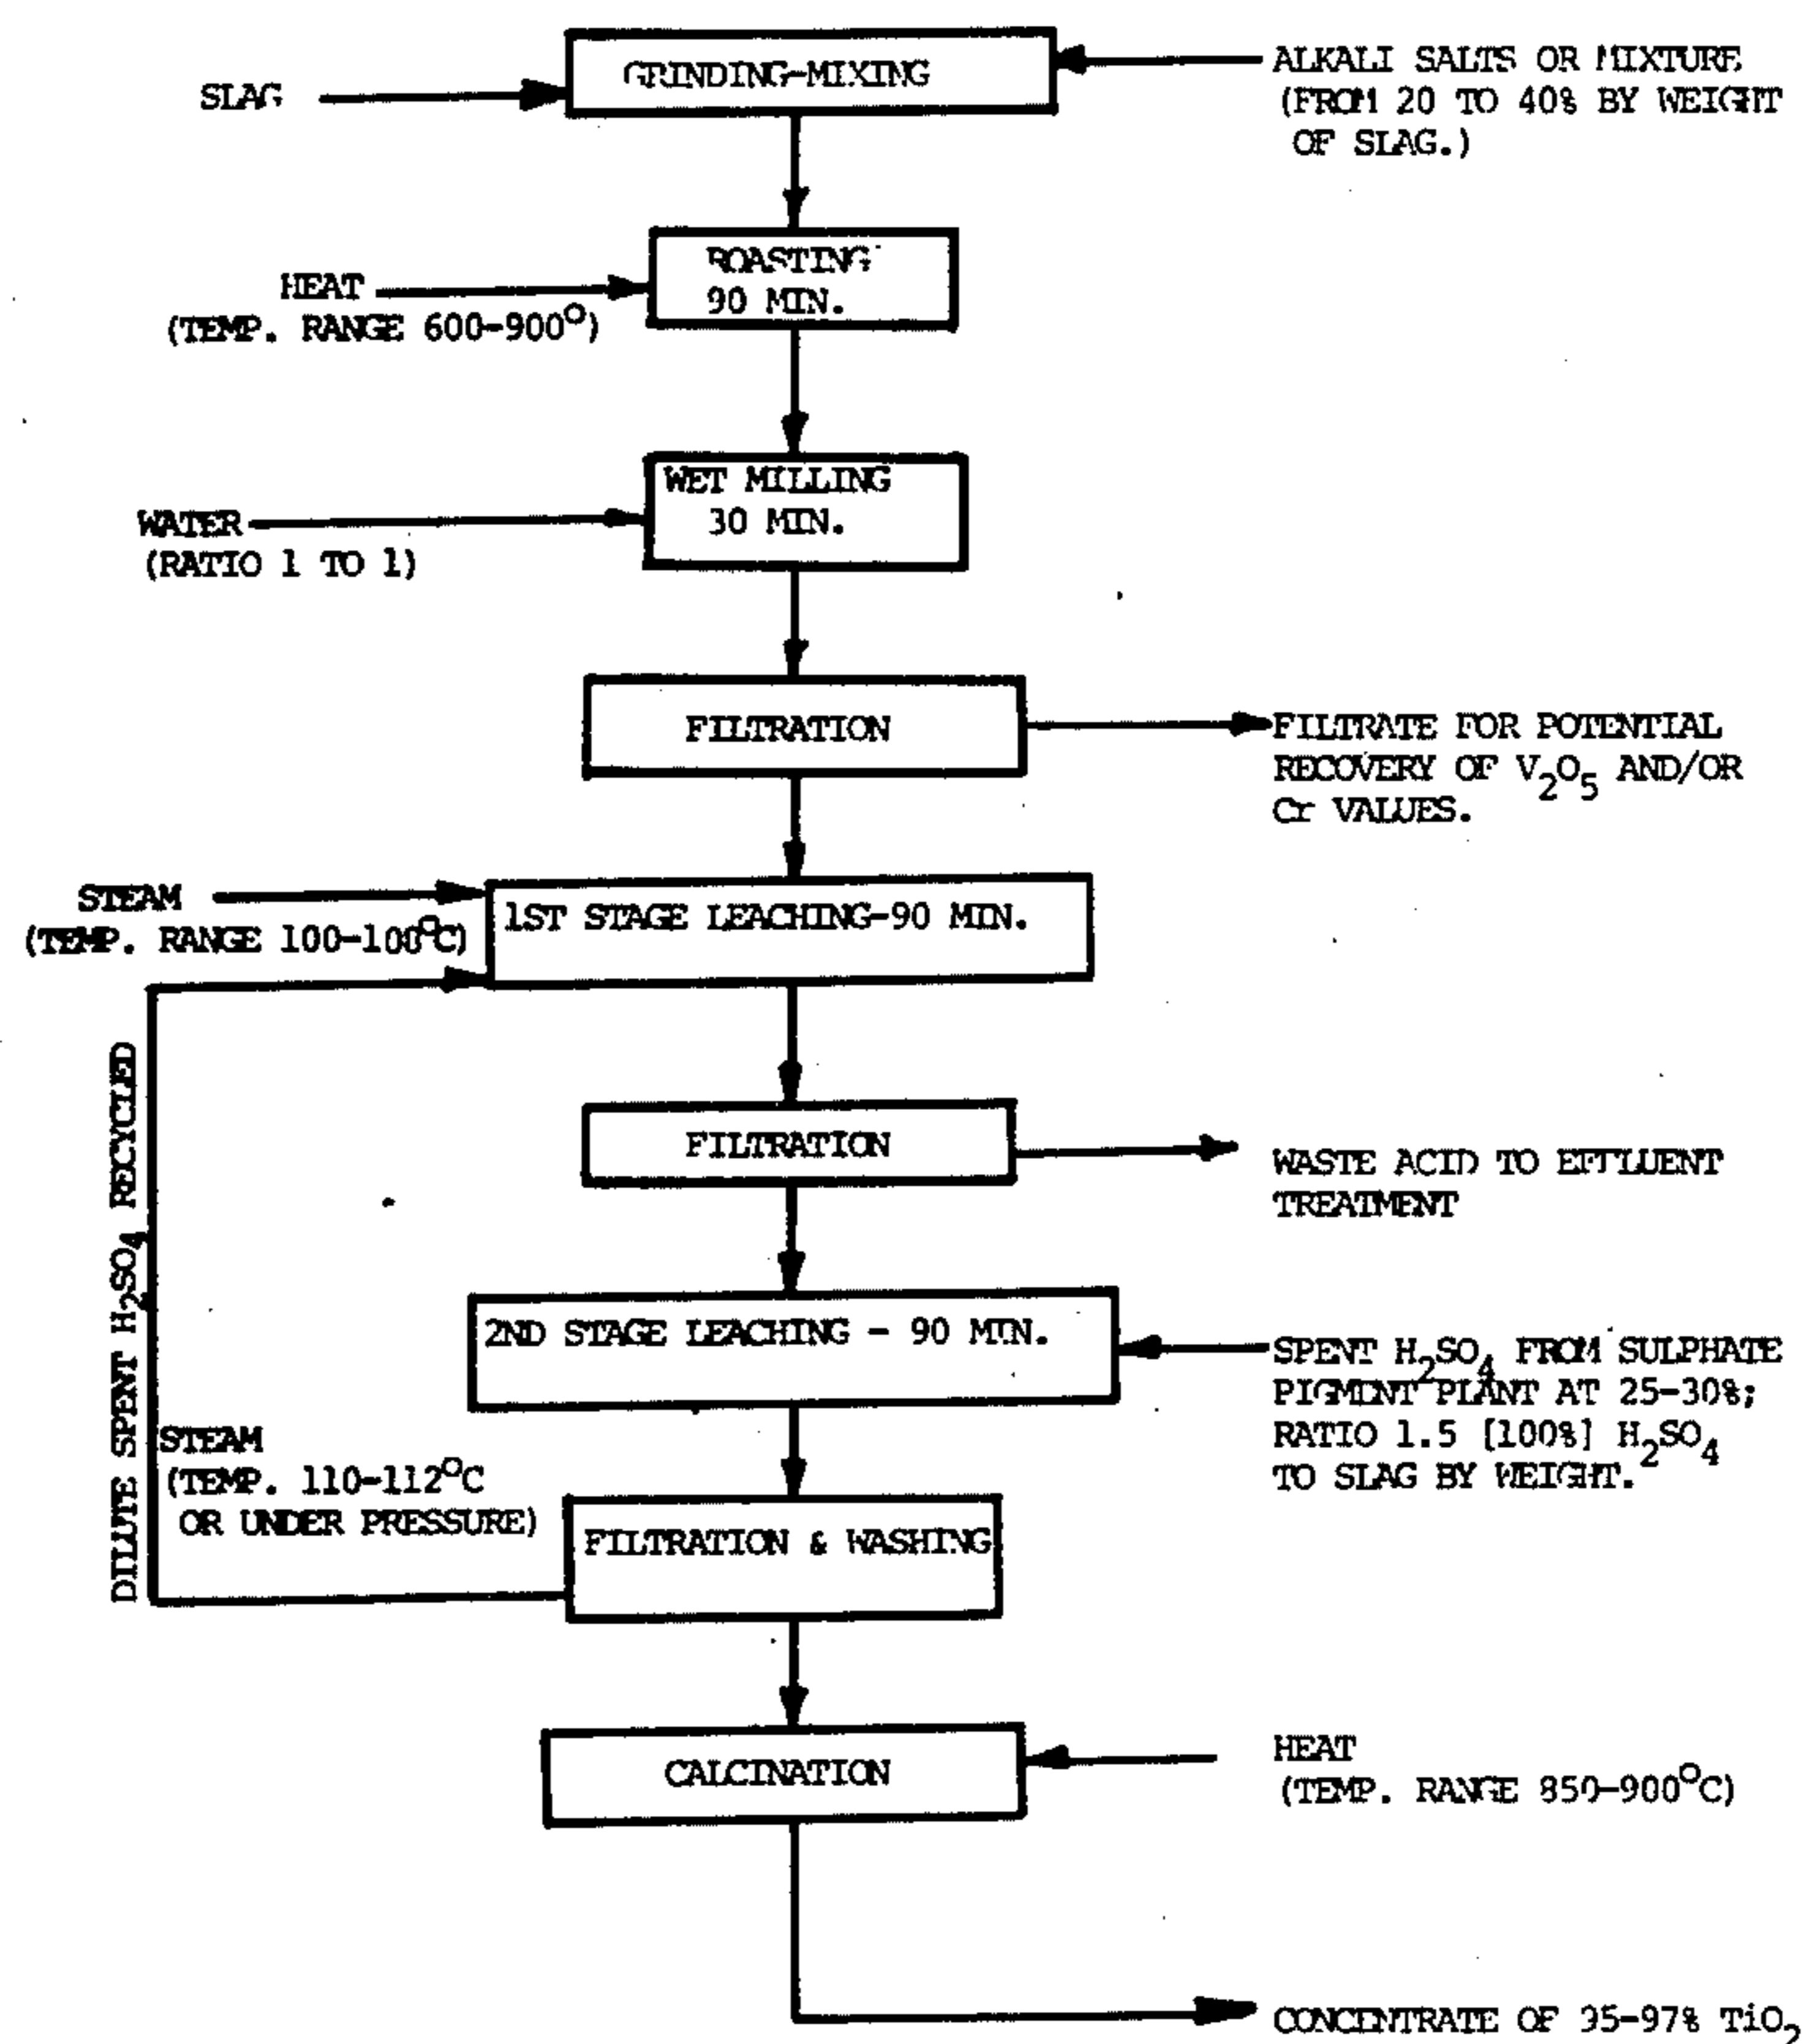 GRINDING-MIXING
SLAG
ALKALI SALTS OR MIXTURE
(FROM 20 TO 40% BY WEIGHT
OF SLAG.)
ROASTING
90 MIN.
HEAT
(TEMP. RANGE 600-900°)
WET MILLING
30 MIN.
WATER
(RATIO 1 TO 1)
FILTRATION
FILTRATE FOR POTENTIAL
RECOVERY OF V₂O₅ AND/OR
Cr VALUES.
STEAM
(TEMP. RANGE 100-100°C)
1ST STAGE LEACHING-90 MIN.
FILTRATION
WASTE ACID TO EFFLUENT
TREATMENT
DILUTE SPENT H₂SO₄ RECYCLED
2ND STAGE LEACHING - 90 MIN.
SPENT H₂SO₄ FROM SULPHATE
PIGMENT PLANT AT 25-30%;
RATIO 1.5 [100%] H₂SO₄
TO SLAG BY WEIGHT.
STEAM
(TEMP. 110-112°C
OR UNDER PRESSURE)
FILTRATION & WASHING
CALCINATION
HEAT
(TEMP. RANGE 850-900°C)
CONCENTRATE OF 95-97% TiO₂